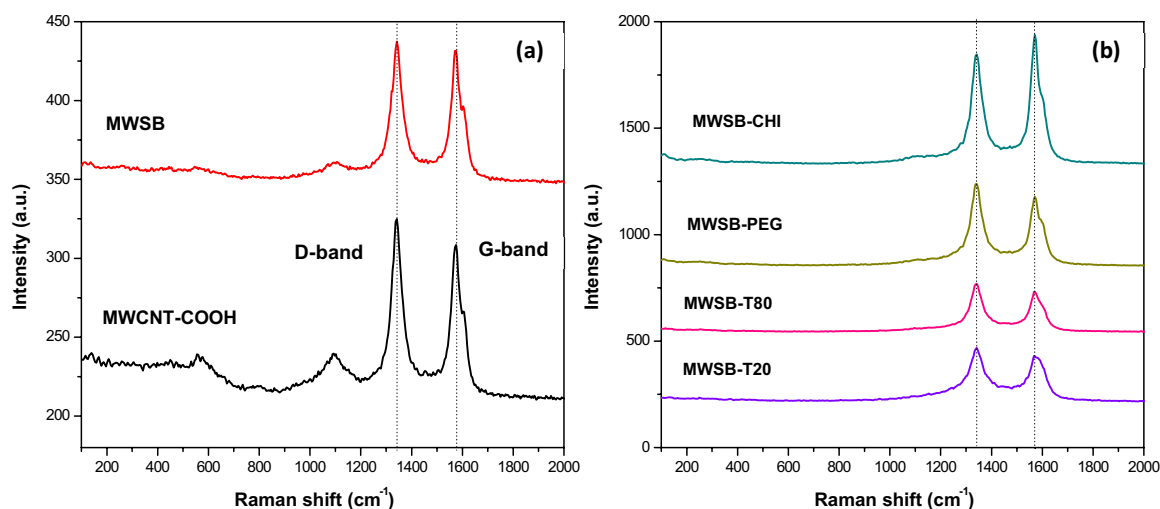 (a)
MWSB
D-band
G-band
MWCNT-COOH
450
400
350
300
250
200
200 400 600 800 1000 1200 1400 1600 1800 2000
Intensity (a.u.)
Raman shift (cm⁻¹)
(b)
MWSB-CHI
MWSB-PEG
MWSB-T80
MWSB-T20
2000
1500
1000
500
0
200 400 600 800 1000 1200 1400 1600 1800 2000
Intensity (a.u.)
Raman shift (cm⁻¹)